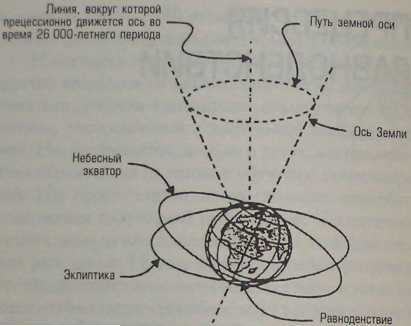 Линия, вокруг которой
прецессионно движется ось во
время 26 000-летнего периода
Путь земной оси
Ось Земли
Небесный
экватор
Эклиптика
Равноденствие